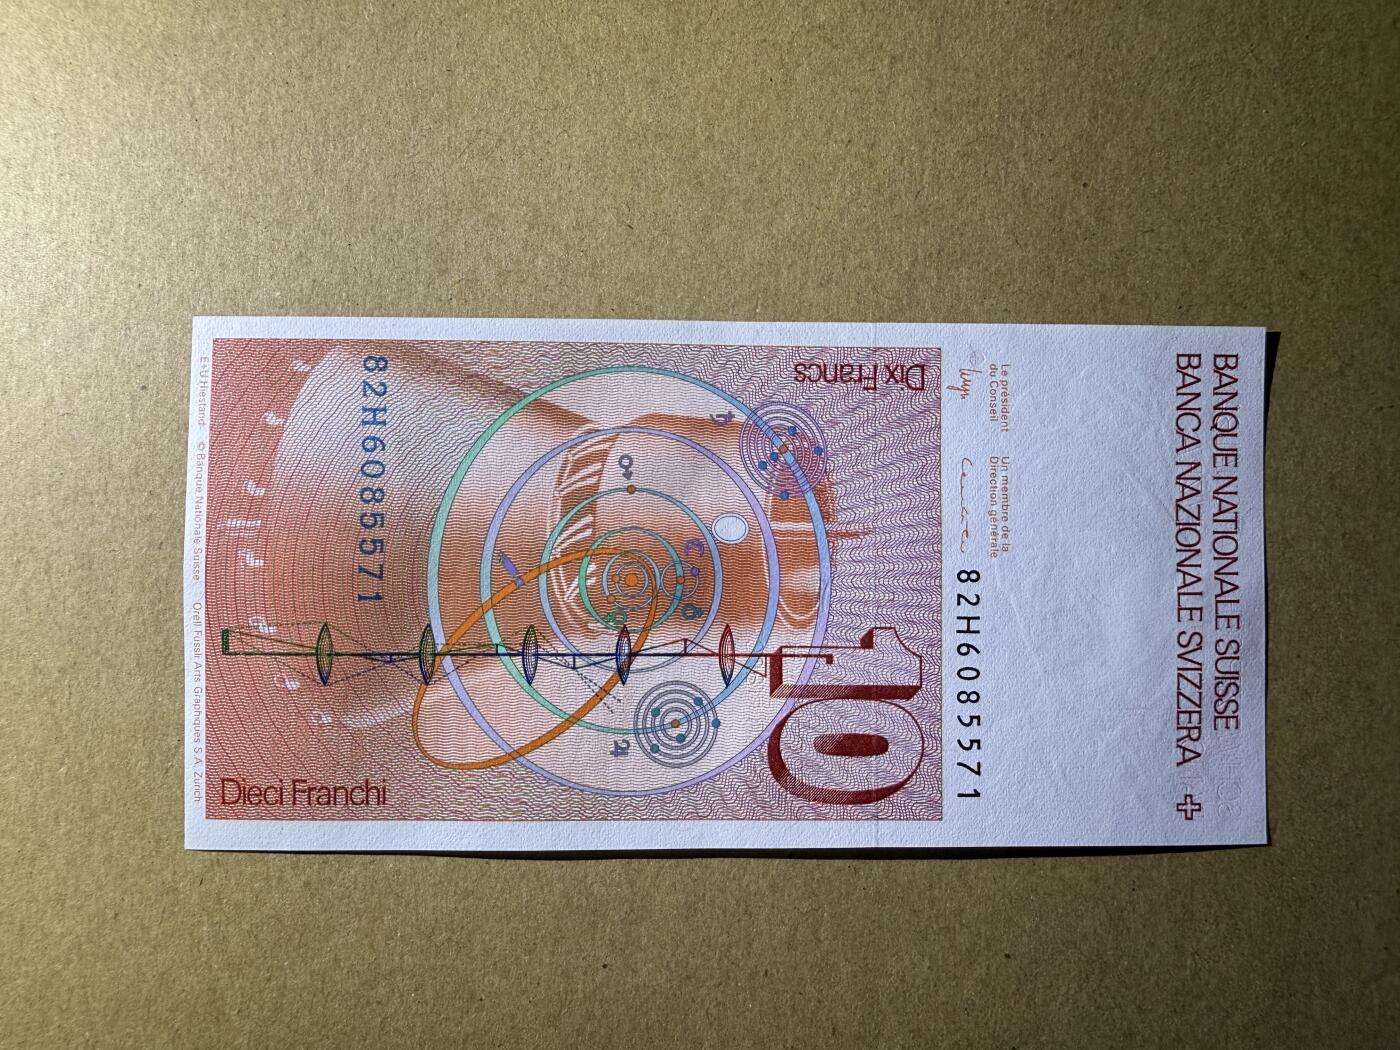 BANQUE NATIONALE SUISSE
BANCA NAZIONALE SVIZZERA
Le président
du Conseil
Un membre de la
Direction générale
82H6085571
10
Dix Francs
82H6085571
Dieci Franchi
E+U Hiestand © Banque Nationale Suisse Orell Füssli Arts Graphiques S.A. Zurich